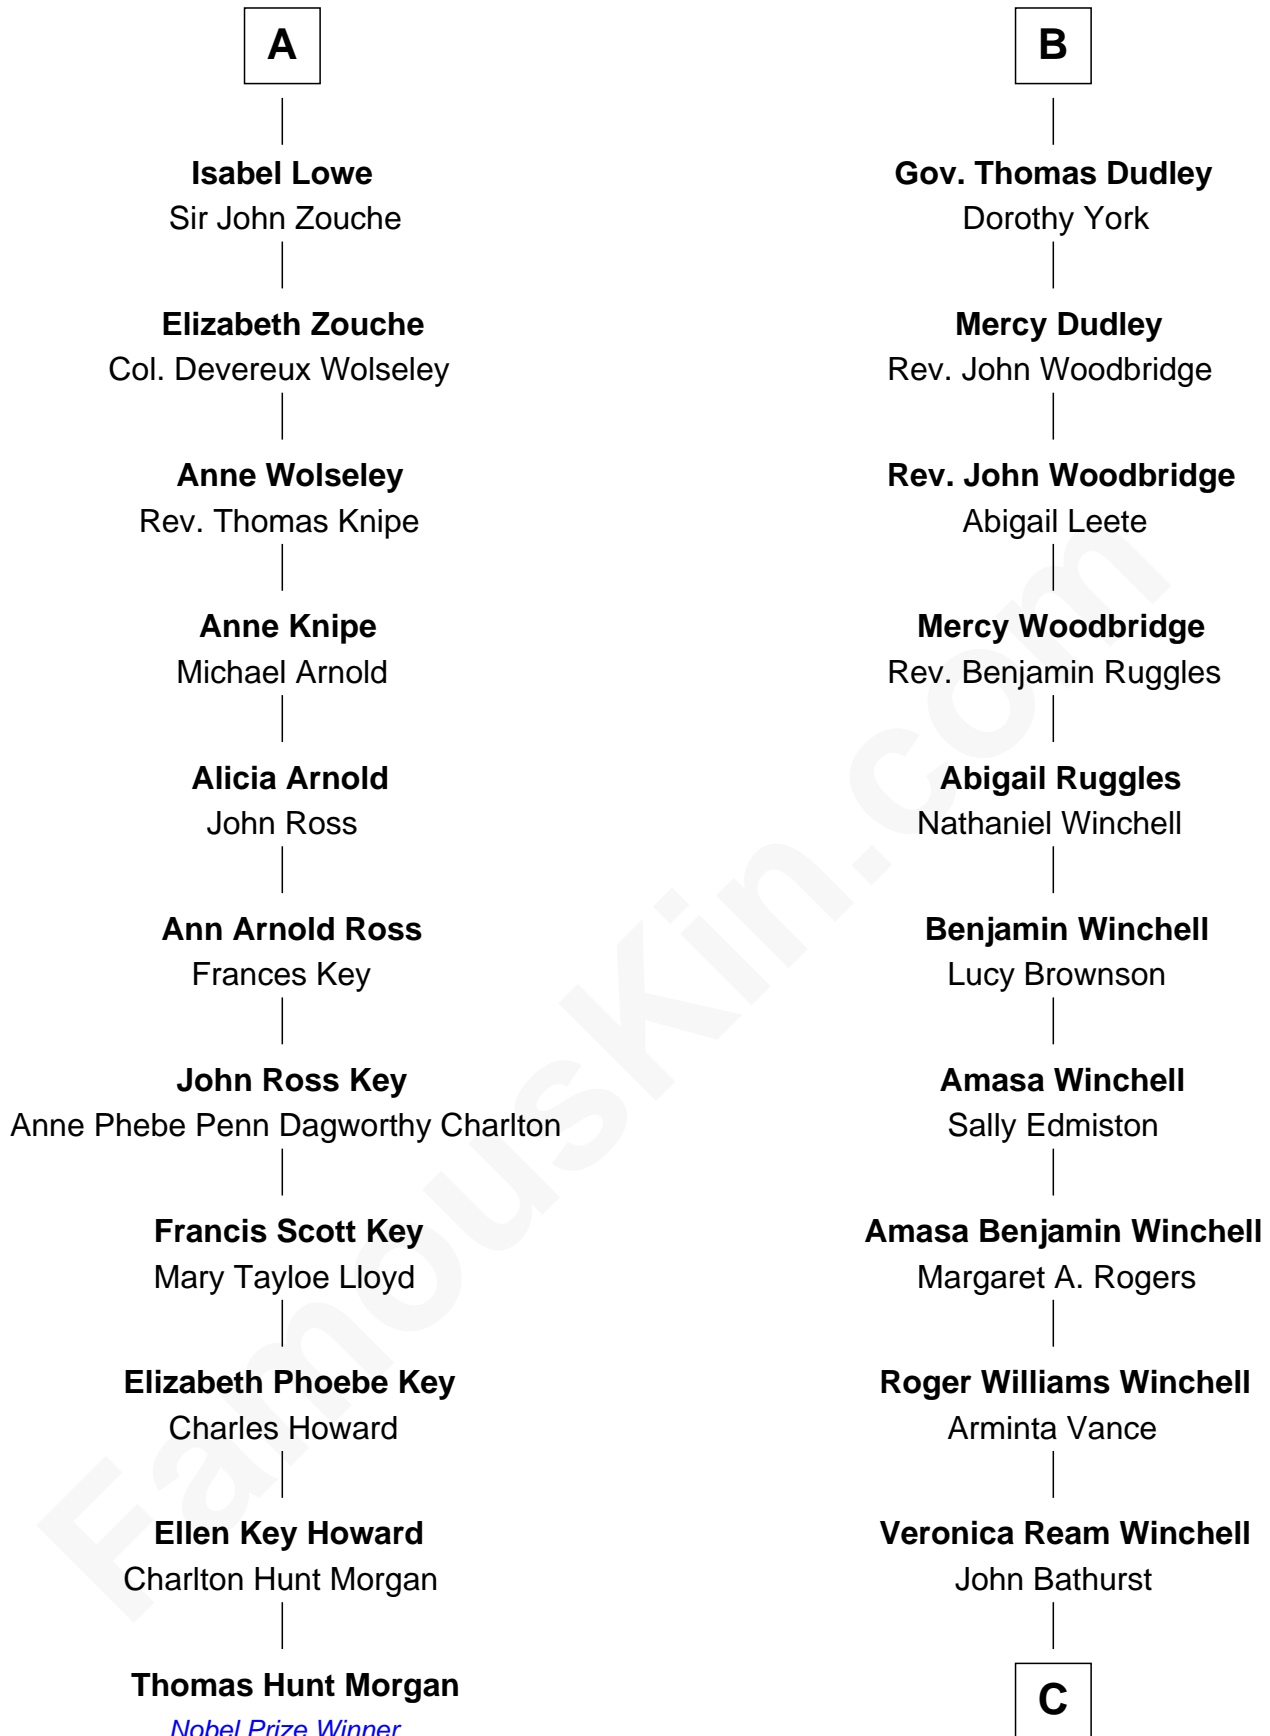 A
Isabel Lowe
Sir John Zouche
Elizabeth Zouche
Col. Devereux Wolseley
Anne Wolseley
Rev. Thomas Knipe
Anne Knipe
Michael Arnold
Alicia Arnold
John Ross
Ann Arnold Ross
Frances Key
John Ross Key
Anne Phebe Penn Dagworthy Charlton
Francis Scott Key
Mary Tayloe Lloyd
Elizabeth Phoebe Key
Charles Howard
Ellen Key Howard
Charlton Hunt Morgan
Thomas Hunt Morgan
Nobel Prize Winner
B
Gov. Thomas Dudley
Dorothy York
Mercy Dudley
Rev. John Woodbridge
Rev. John Woodbridge
Abigail Leete
Mercy Woodbridge
Rev. Benjamin Ruggles
Abigail Ruggles
Nathaniel Winchell
Benjamin Winchell
Lucy Brownson
Amasa Winchell
Sally Edmiston
Amasa Benjamin Winchell
Margaret A. Rogers
Roger Williams Winchell
Arminta Vance
Veronica Ream Winchell
John Bathurst
C
FamousKin.com